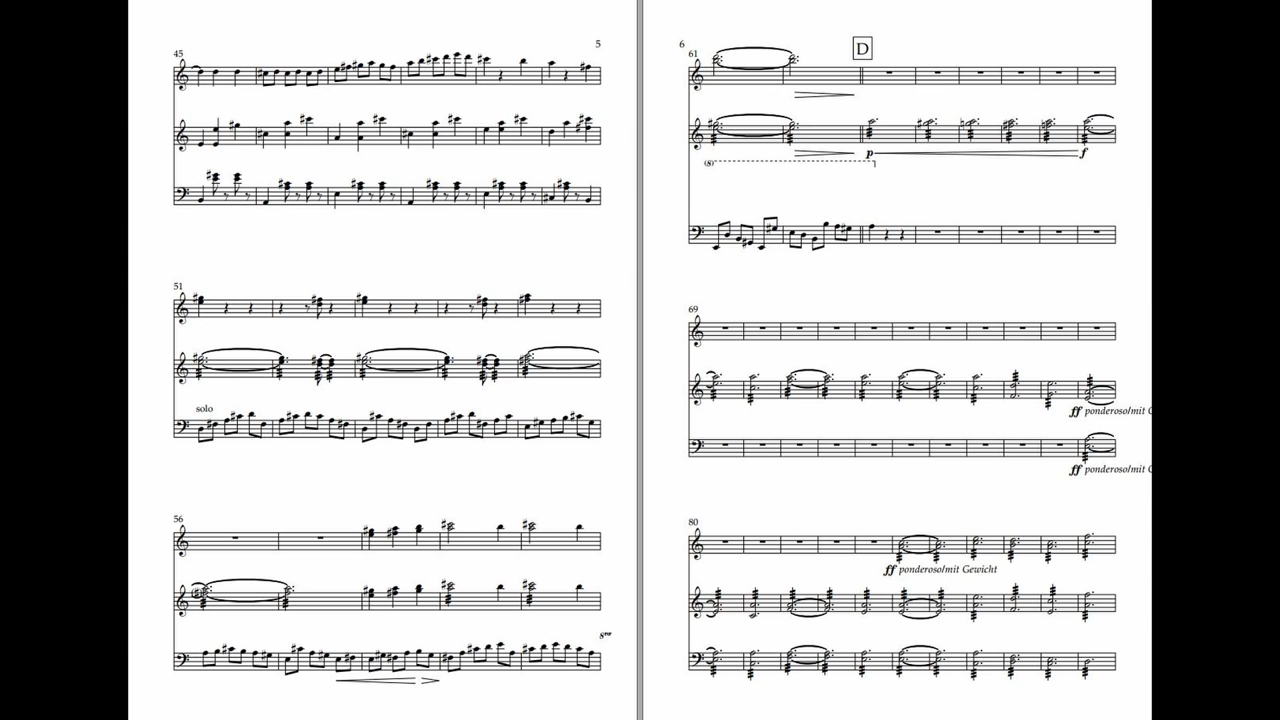 5
45
51
solo
56
8va
6
61
D
(8)
p
f
69
ff ponderoso/mit G
ff ponderoso/mit G
80
ff ponderoso/mit Gewicht